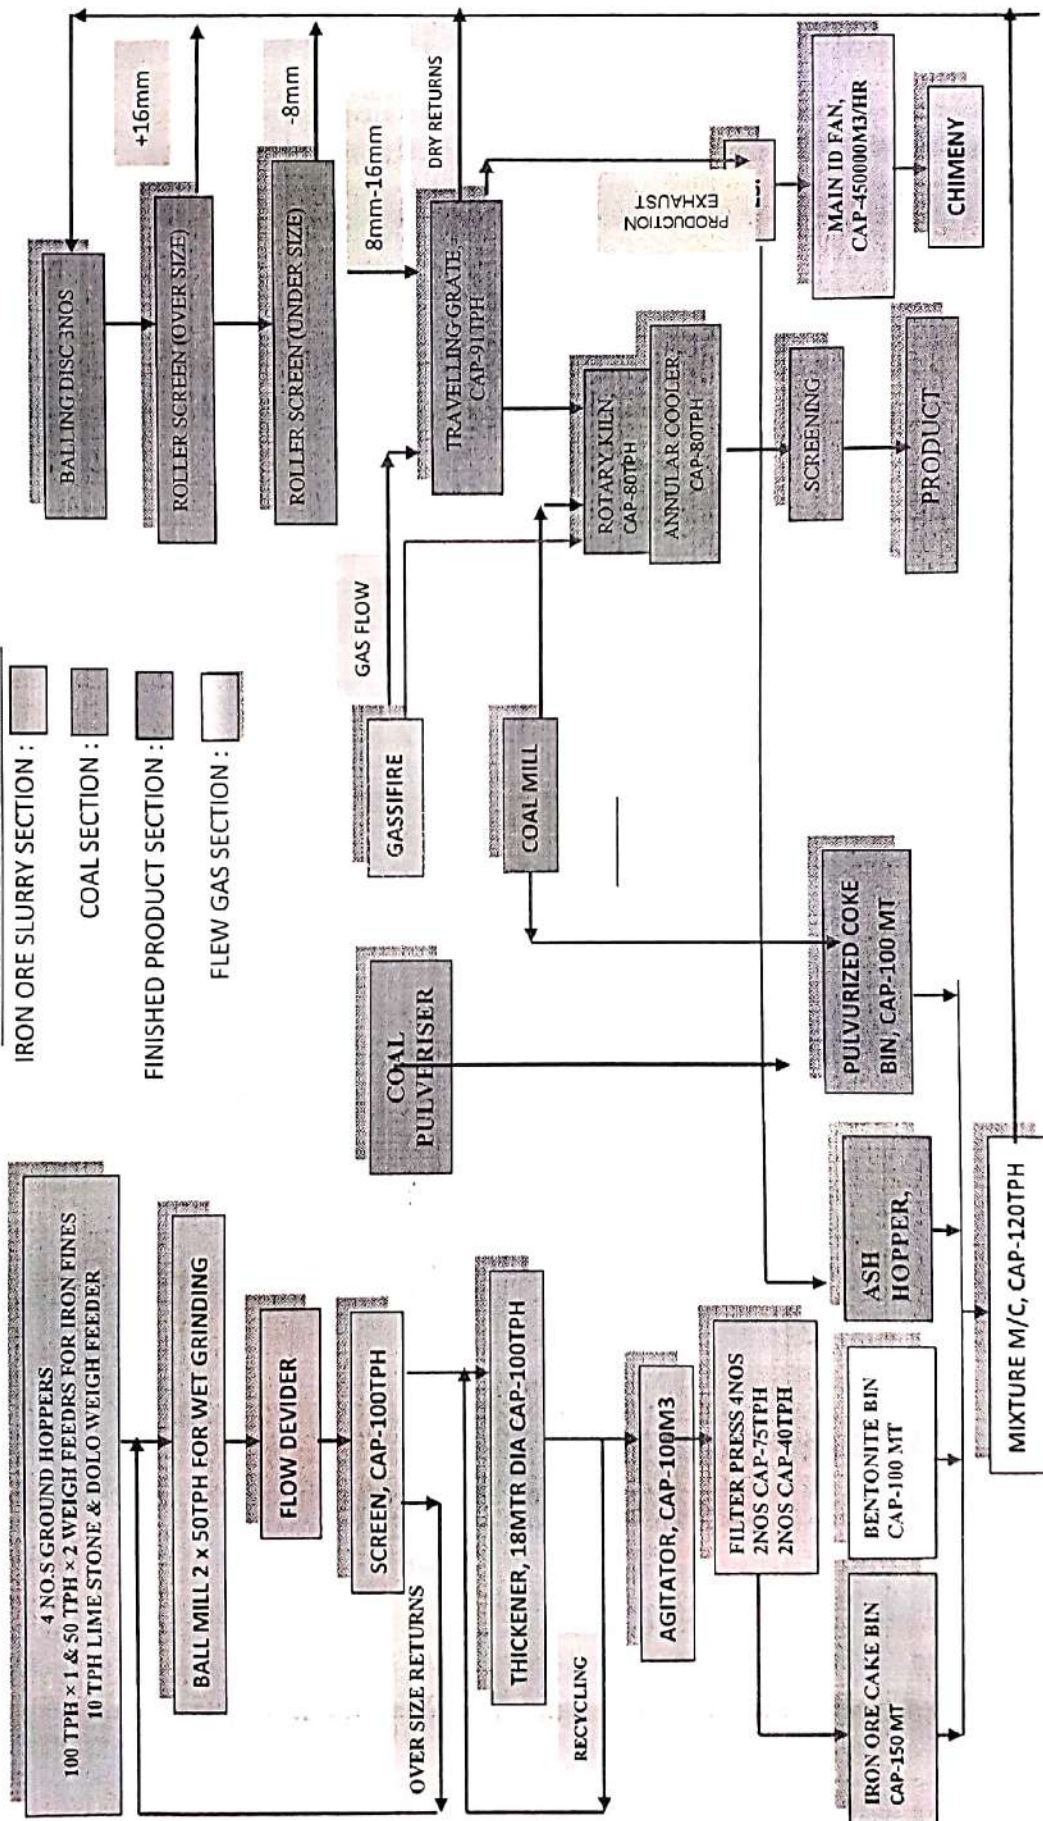 IRON ORE SLURRY SECTION :
COAL SECTION :
FINISHED PRODUCT SECTION :
FLEW GAS SECTION :
4 NO.S GROUND HOPPERS
100 TPH × 1 & 50 TPH × 2 WEIGH FEEDRS FOR IRON FINES
10 TPH LIME STONE & DOLO WEIGH FEEDER
BALL MILL 2 x 50TPH FOR WET GRINDING
FLOW DEVIDER
SCREEN, CAP-100TPH
OVER SIZE RETURNS
THICKENER, 18MTR DIA CAP-100TPH
RECYCLING
AGITATOR, CAP-100M3
FILTER PRESS 4NOS
2NOS CAP-75TPH
2NOS CAP-40TPH
IRON ORE CAKE BIN
CAP-150 MT
BENTONITE BIN
CAP-100 MT
ASH
HOPPER,
PULVURIZED COKE
BIN, CAP-100 MT
MIXTURE M/C, CAP-120TPH
COAL
PULVERISER
GASSIFIRE
GAS FLOW
COAL MILL
BALLING DISC 3NOS
ROLLER SCREEN (OVER SIZE)
+16mm
ROLLER SCREEN (UNDER SIZE)
-8mm
8mm-16mm
TRAVELLING GRATE,
CAP-91TPH
DRY RETURNS
ROTARY KILN,
CAP-80TPH
ANNULAR COOLER,
CAP-80TPH
SCREENING
PRODUCT
PRODUCTION
EXHAUST
MAIN ID FAN,
CAP-450000M3/HR
CHIMENY